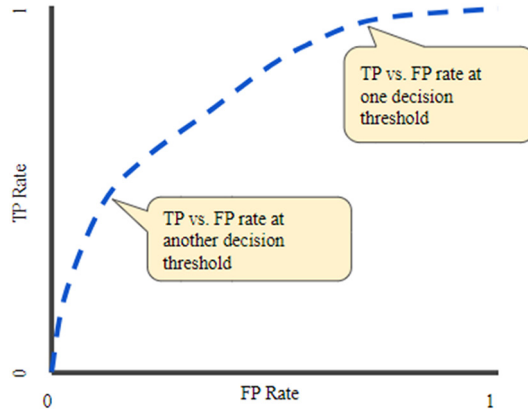 1
TP vs. FP rate at
one decision
threshold
TP Rate
TP vs. FP rate at
another decision
threshold
0
0
FP Rate
1